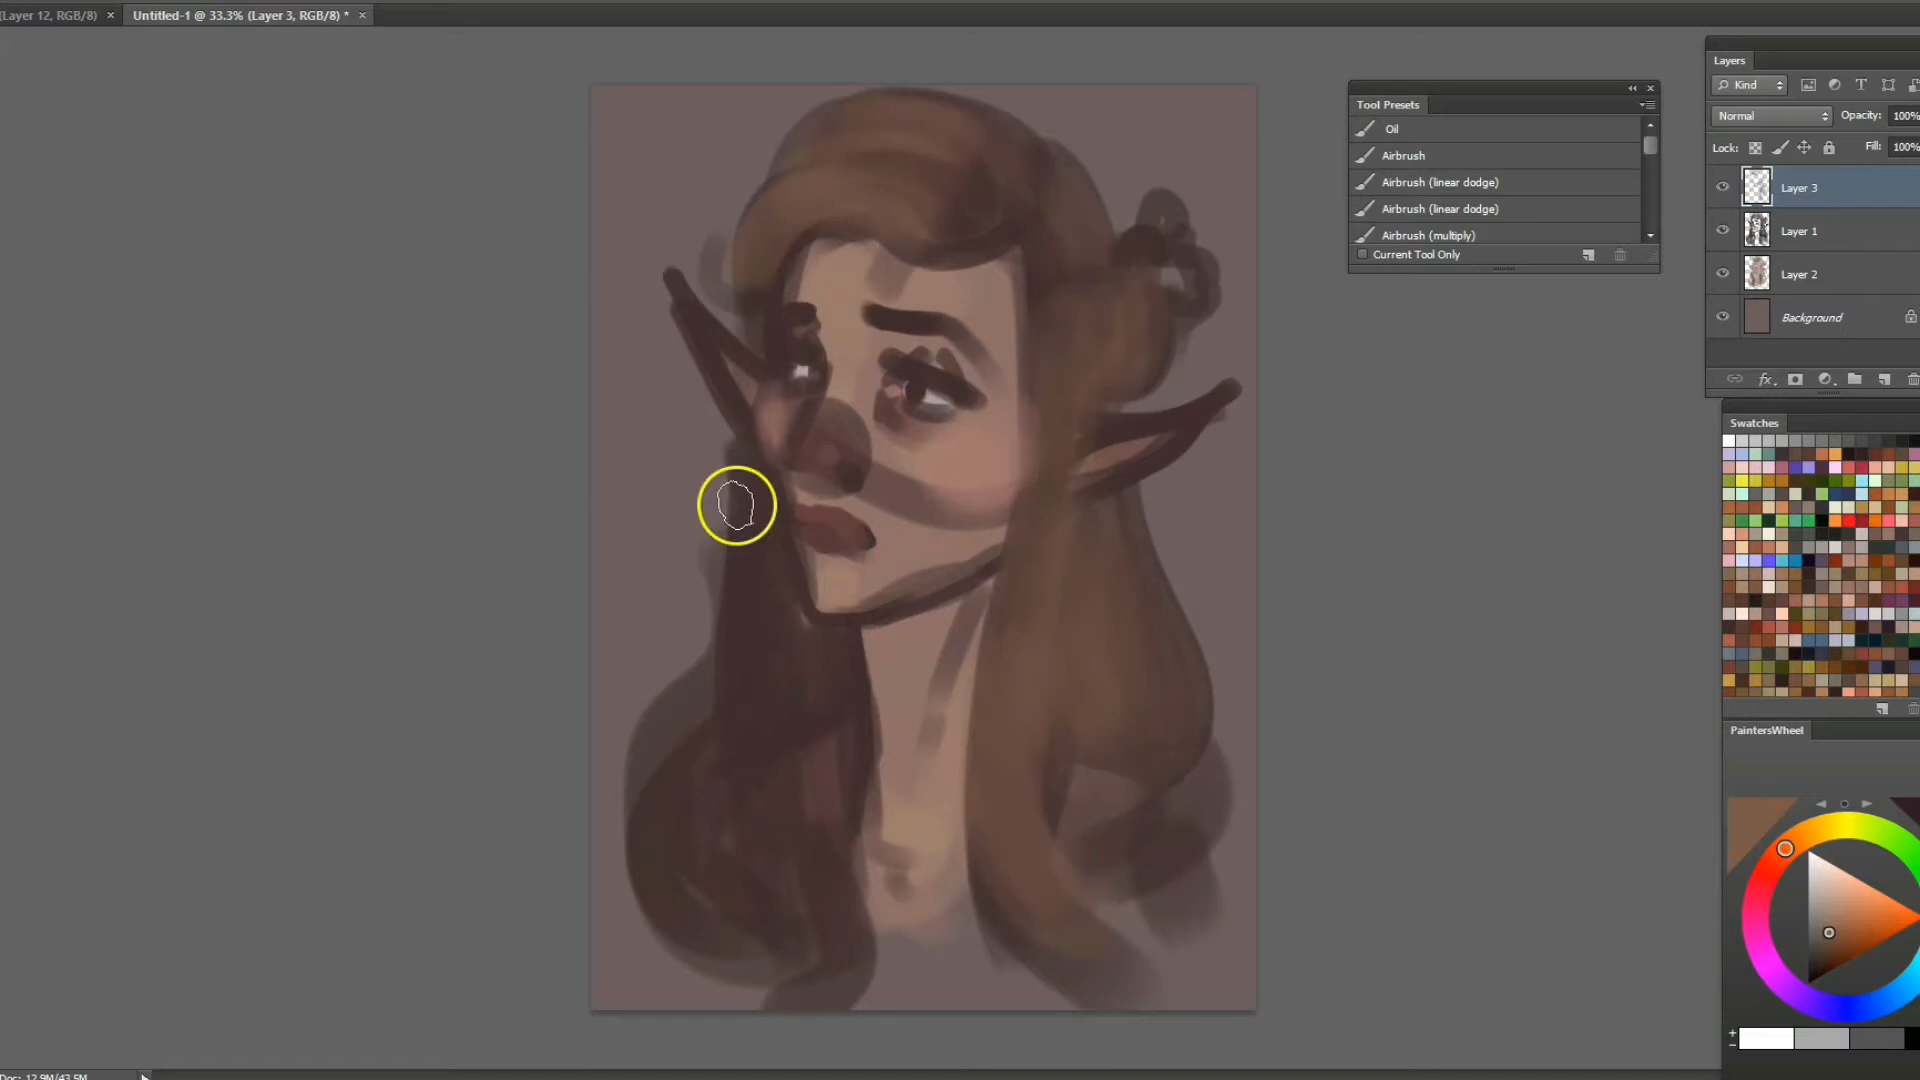 (Layer 12, RGB/8) ×
Untitled-1 @ 33.3% (Layer 3, RGB/8) * ×
Tool Presets
Oil
Airbrush
Airbrush (linear dodge)
Airbrush (linear dodge)
Airbrush (multiply)
Current Tool Only
Layers
Kind
Normal
Opacity: 100%
Lock:
Fill: 100%
Layer 3
Layer 1
Layer 2
Background
fx
Swatches
PaintersWheel
Doc: 12.9M/43.5M